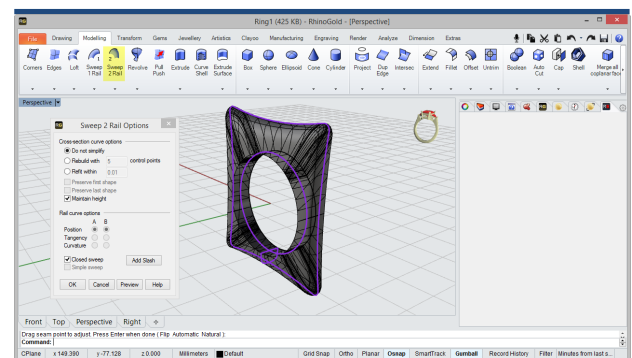 Ring1 (425 KB) - RhinoGold - [Perspective]
File Drawing Modelling Transform Gems Jewellery Artistics Clayoo Manufacturing Engraving Render Analyze Dimension Extras
Corners Edges Loft Sweep 1 Rail Sweep 2 Rail Revolve Pull Push Extrude Curve Shell Extrude Surface Box Sphere Ellipsoid Cone Cylinder Project Dup Edge Intersec Extend Fillet Offset Untrim Boolean Auto Cut Cap Shell Merge all coplanar face
Perspective
Sweep 2 Rail Options
Cross-section curve options
Do not simplify
Rebuild with 5 control points
Refit within 0.01
Preserve first shape
Preserve last shape
Maintain height
Rail curve options
A B
Position
Tangency
Curvature
Closed sweep Add Slash
Simple sweep
OK Cancel Preview Help
Front Top Perspective Right
Drag seam point to adjust. Press Enter when done ( Flip Automatic Natural ):
Command:
CPlane x 149.390 y -77.128 z 0.000 Millimeters Default Grid Snap Ortho Planar Osnap SmartTrack Gumball Record History Filter Minutes from last s...